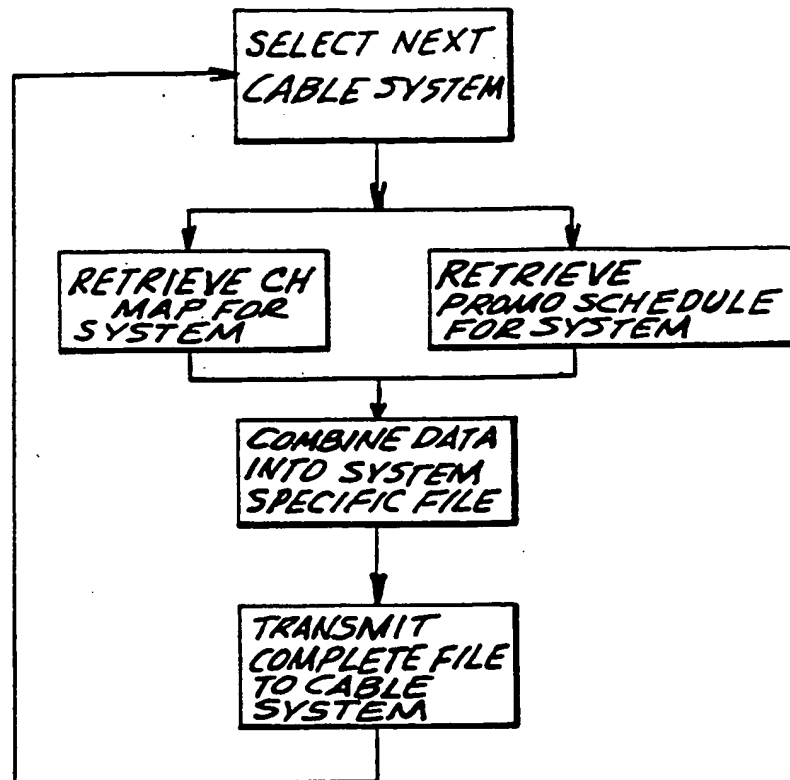 SELECT NEXT
CABLE SYSTEM
RETRIEVE CH
MAP FOR
SYSTEM
RETRIEVE
PROMO SCHEDULE
FOR SYSTEM
COMBINE DATA
INTO SYSTEM
SPECIFIC FILE
TRANSMIT
COMPLETE FILE
TO CABLE
SYSTEM